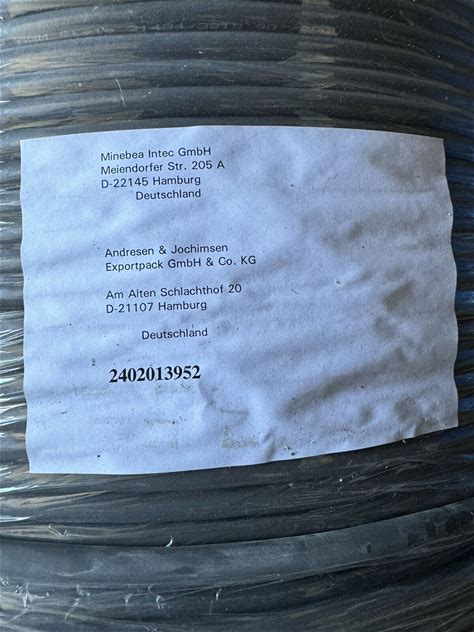 Minebea Intec GmbH
Meiendorfer Str. 205 A
D-22145 Hamburg
Deutschland
Andresen & Jochimsen
Exportpack GmbH & Co. KG
Am Alten Schlachthof 20
D-21107 Hamburg
Deutschland
2402013952